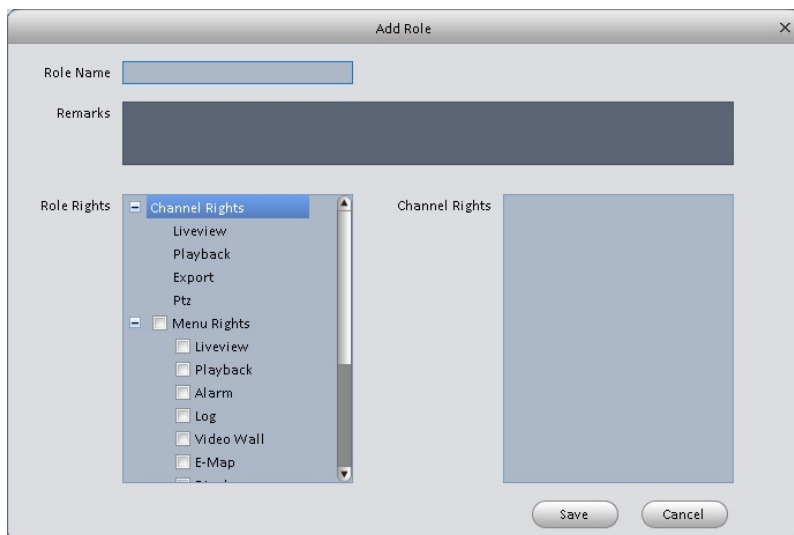 Add Role
Role Name
Remarks
Role Rights
Channel Rights
Liveview
Playback
Export
Ptz
Menu Rights
Liveview
Playback
Alarm
Log
Video Wall
E-Map
Channel Rights
Save
Cancel